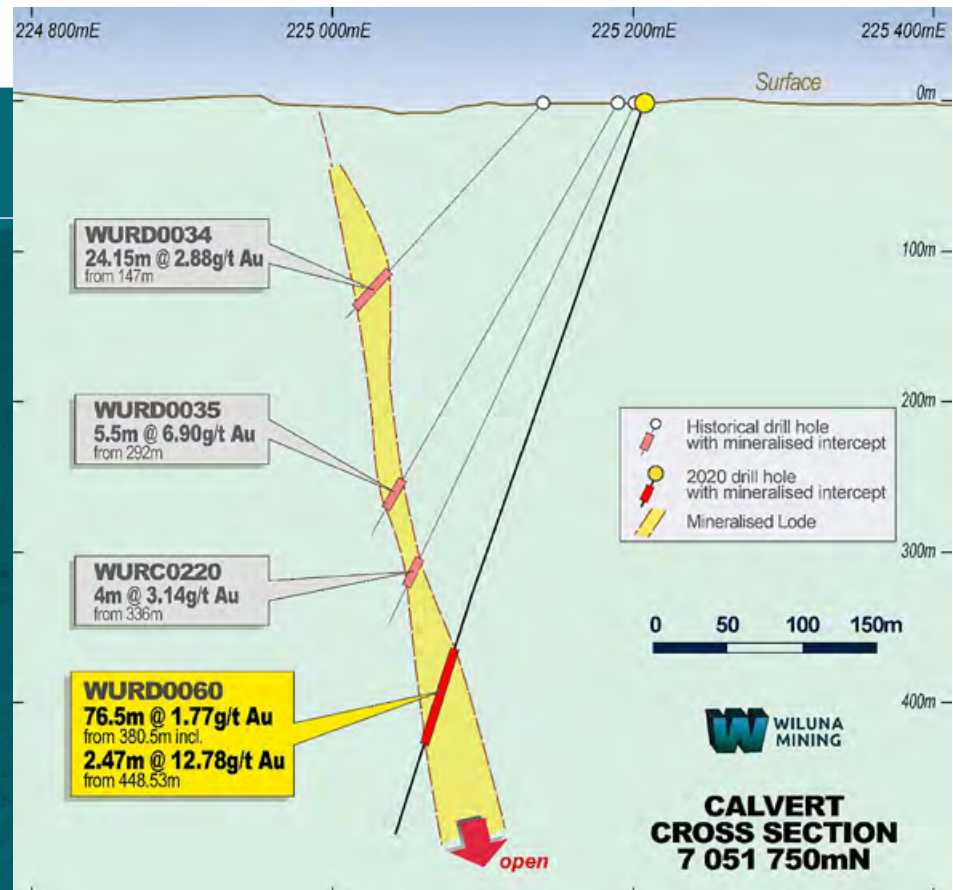 224 800mE
225 000mE
225 200mE
225 400mE
Surface
0m
WURD0034
24.15m @ 2.88g/t Au
from 147m
100m
200m
WURD0035
5.5m @ 6.90g/t Au
from 292m
Historical drill hole
with mineralised intercept
2020 drill hole
with mineralised intercept
Mineralised Lode
300m
WURC0220
4m @ 3.14g/t Au
from 336m
0 50 100 150m
WURD0060
76.5m @ 1.77g/t Au
from 380.5m incl.
2.47m @ 12.78g/t Au
from 448.53m
400m
WILUNA
MINING
CALVERT
CROSS SECTION
7 051 750mN
open